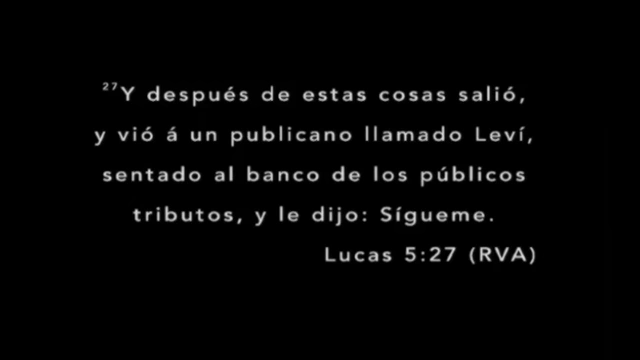 ²⁷Y después de estas cosas salió,
y vió á un publicano llamado Leví,
sentado al banco de los públicos
tributos, y le dijo: Sígueme.
Lucas 5:27 (RVA)